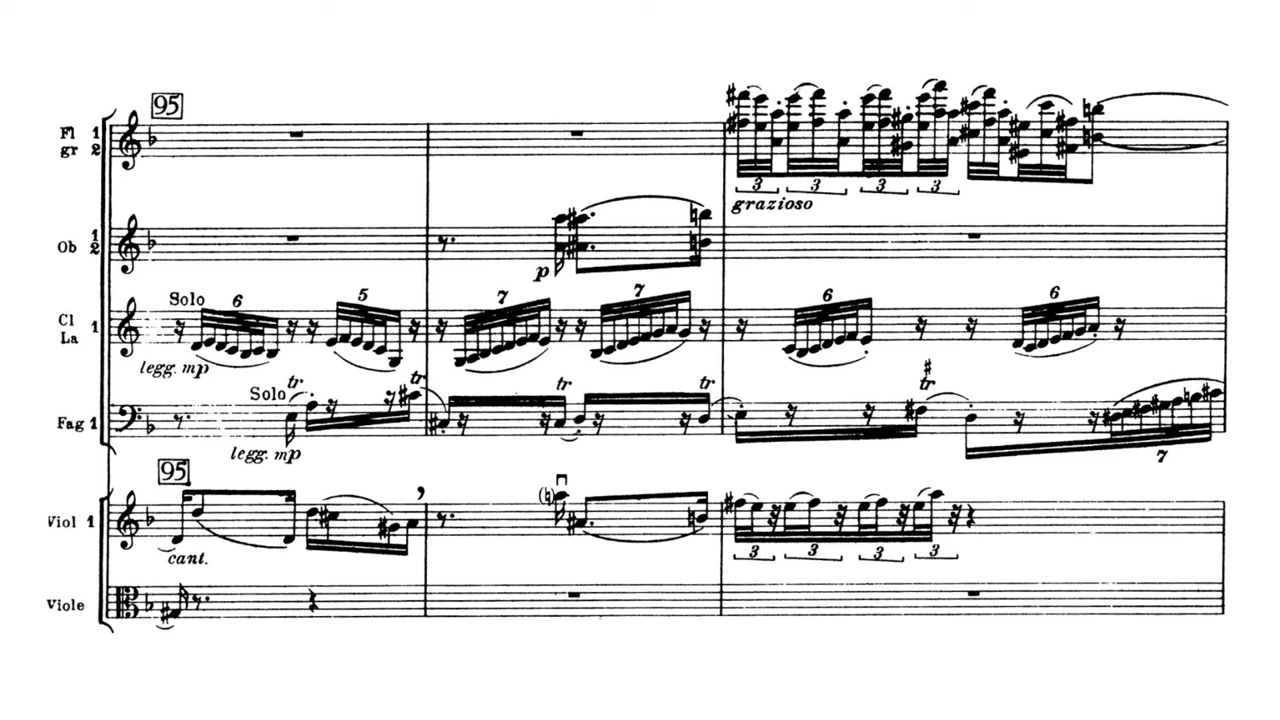 95
Fl 1
gr 2
3 3 3 3
grazioso
Ob 1
2
p
Solo 6 5 7 7 6 6
Cl 1
La
legg. mp
Solo tr tr tr tr tr
Fag 1
legg. mp
7
95
Viol 1
cant.
3 3 3 3
Viole